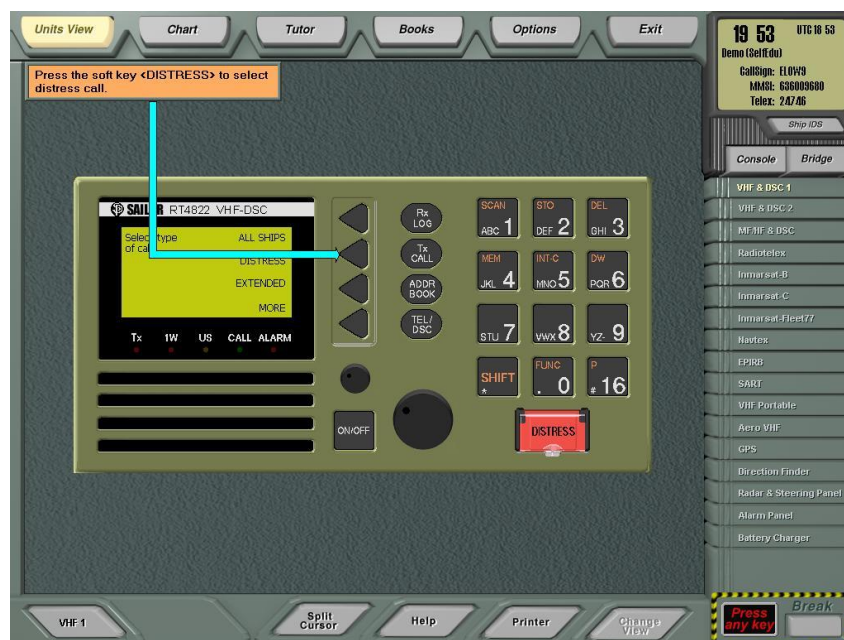 Units View
Chart
Tutor
Books
Options
Exit
19 53 UTC 18 53
Demo (SelfEdu)
CallSign: ELOW9
MMSI: 636009680
Telex: 24746
Ship IDS
Console Bridge
Press the soft key <DISTRESS> to select
distress call.
SAILOR RT4822 VHF-DSC
Select type ALL SHIPS
of call
DISTRESS
EXTENDED
MORE
Tx 1W US CALL ALARM
Rx
LOG
Tx
CALL
ADDR
BOOK
TEL/
DSC
ON/OFF
SCAN STO DEL
ABC 1 DEF 2 GHI 3
MEM INT-C DW
JKL 4 MNO 5 PQR 6
STU 7 VWX 8 YZ- 9
SHIFT FUNC P
* . 0 # 16
DISTRESS
VHF & DSC 1
VHF & DSC 2
MF/HF & DSC
Radiotelex
Inmarsat-B
Inmarsat-C
Inmarsat-Fleet77
Navtex
EPIRB
SART
VHF Portable
Aero VHF
GPS
Direction Finder
Radar & Steering Panel
Alarm Panel
Battery Charger
VHF 1
Split
Cursor
Help
Printer
Change
View
Press
any key
Break